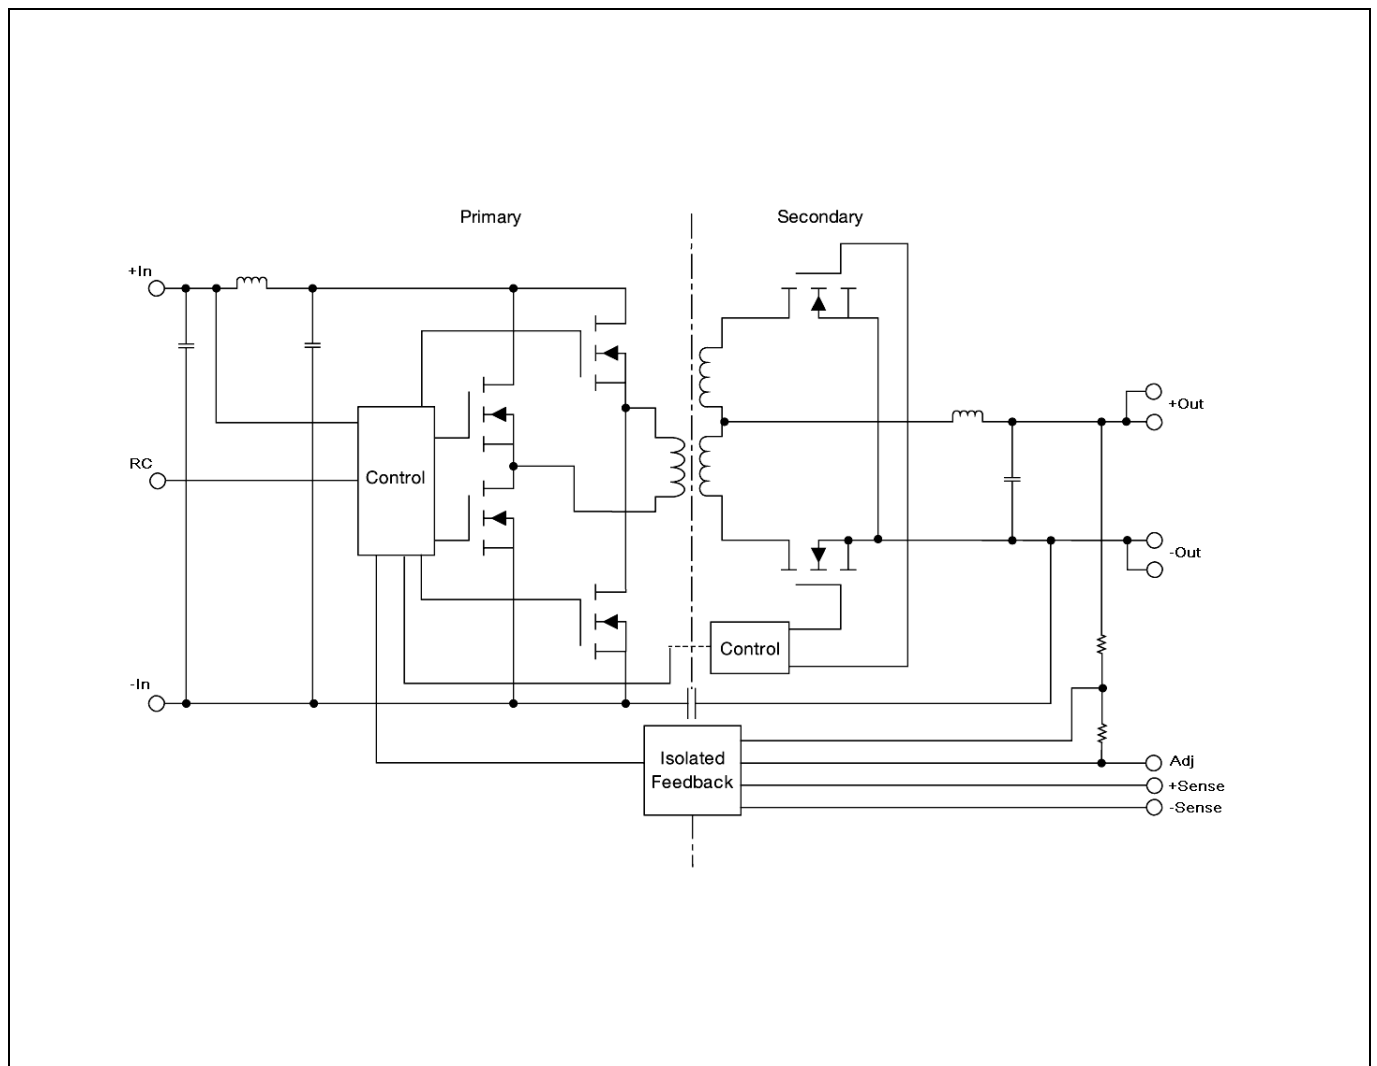 Primary
Secondary
+In
+Out
RC
Control
-Out
Control
-In
Isolated
Feedback
Adj
+Sense
-Sense